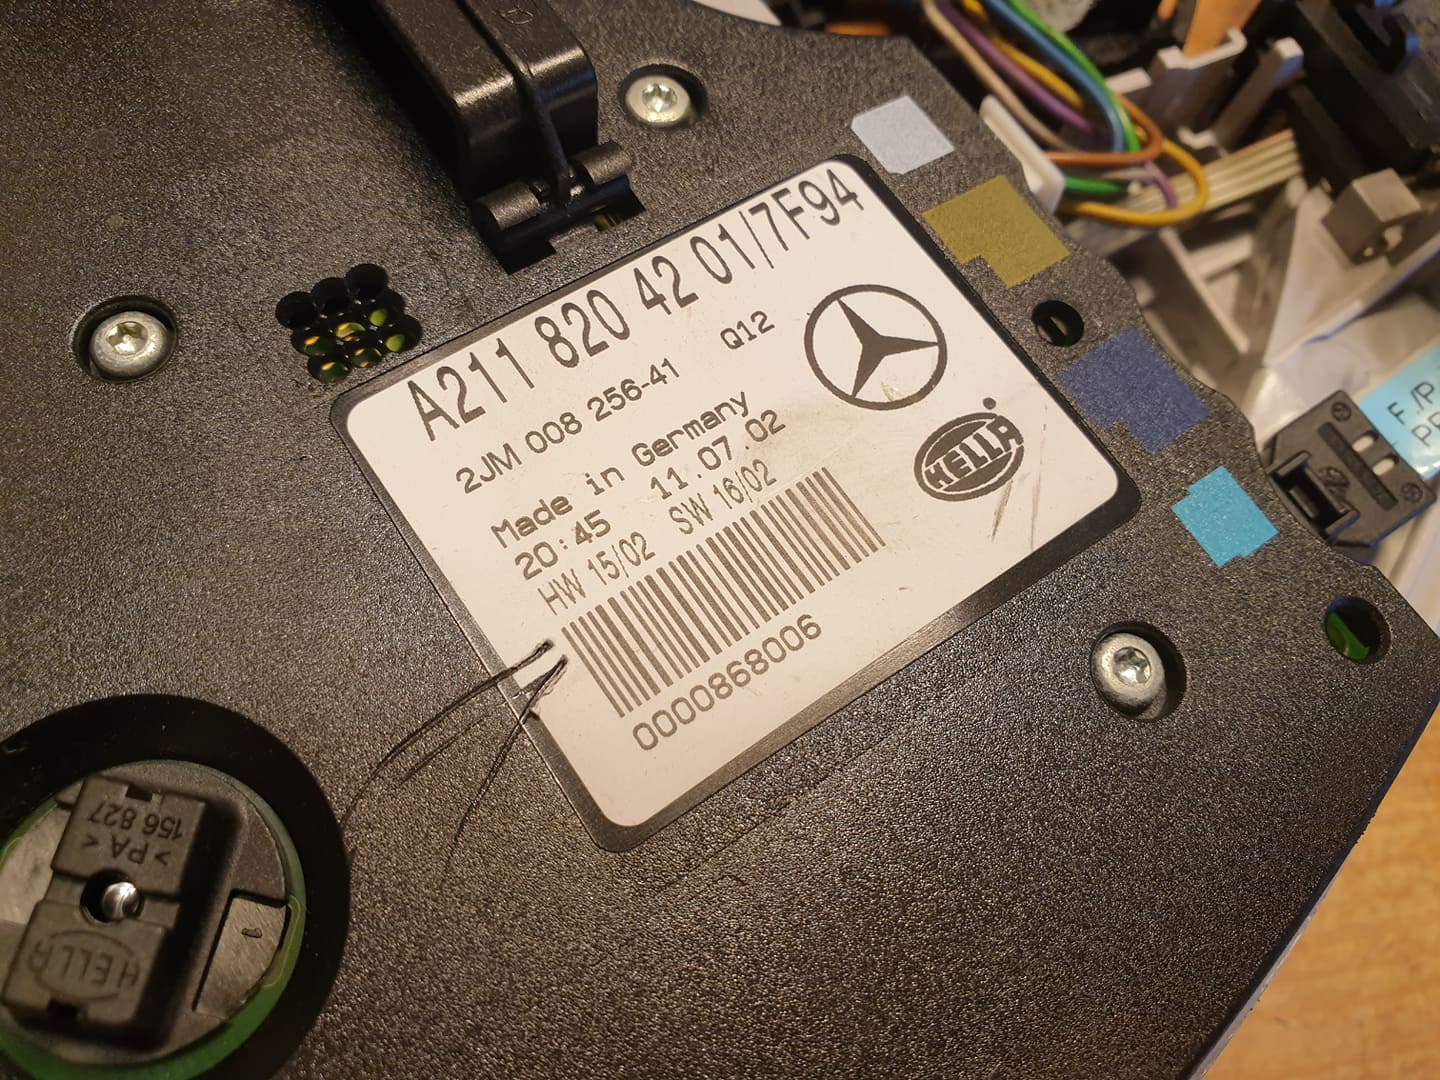 A211 820 42 01/7F94
2JM 008 256-41 Q12
Made in Germany
20:45 11.07.02
HW 15/02 SW 16/02
0000868006
HELLA
F./P
>PA<
156 827
HELLA
1